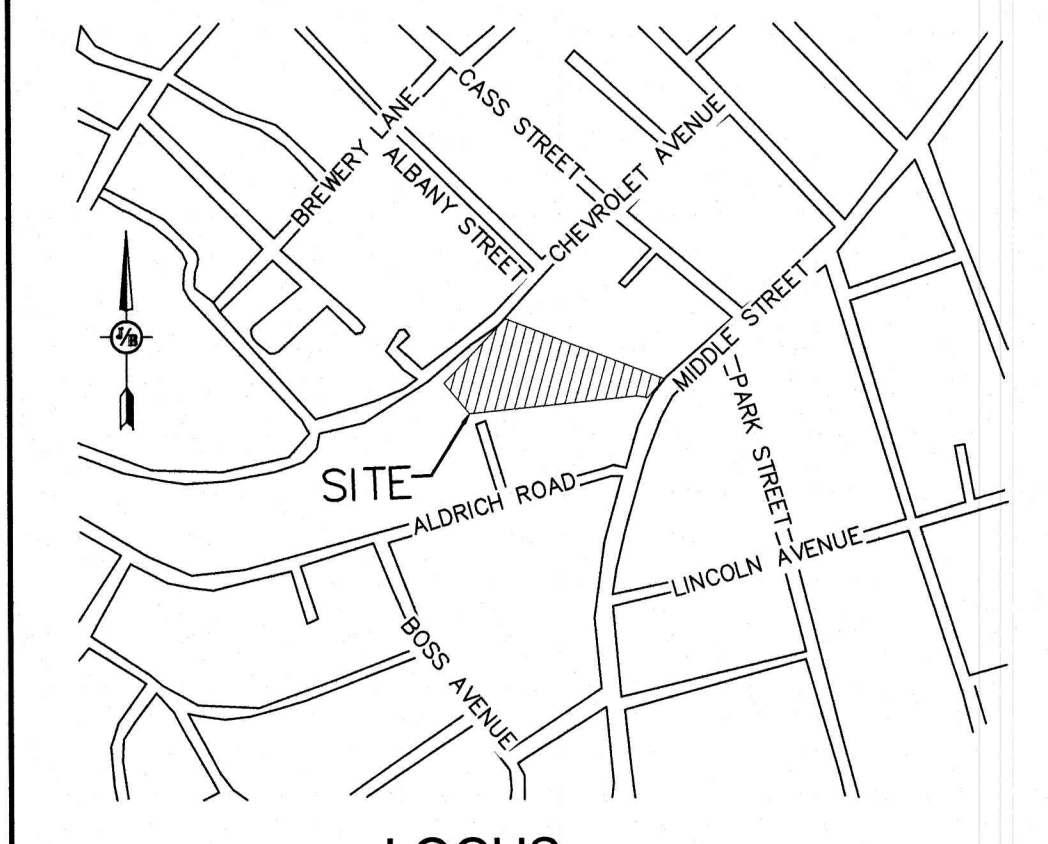 CASS STREET
BREWERY LANE
CHEVROLET AVENUE
ALBANY STREET
MIDDLE STREET
J/B
PARK STREET
SITE
ALDRICH ROAD
LINCOLN AVENUE
BOSS AVENUE
LOCUS